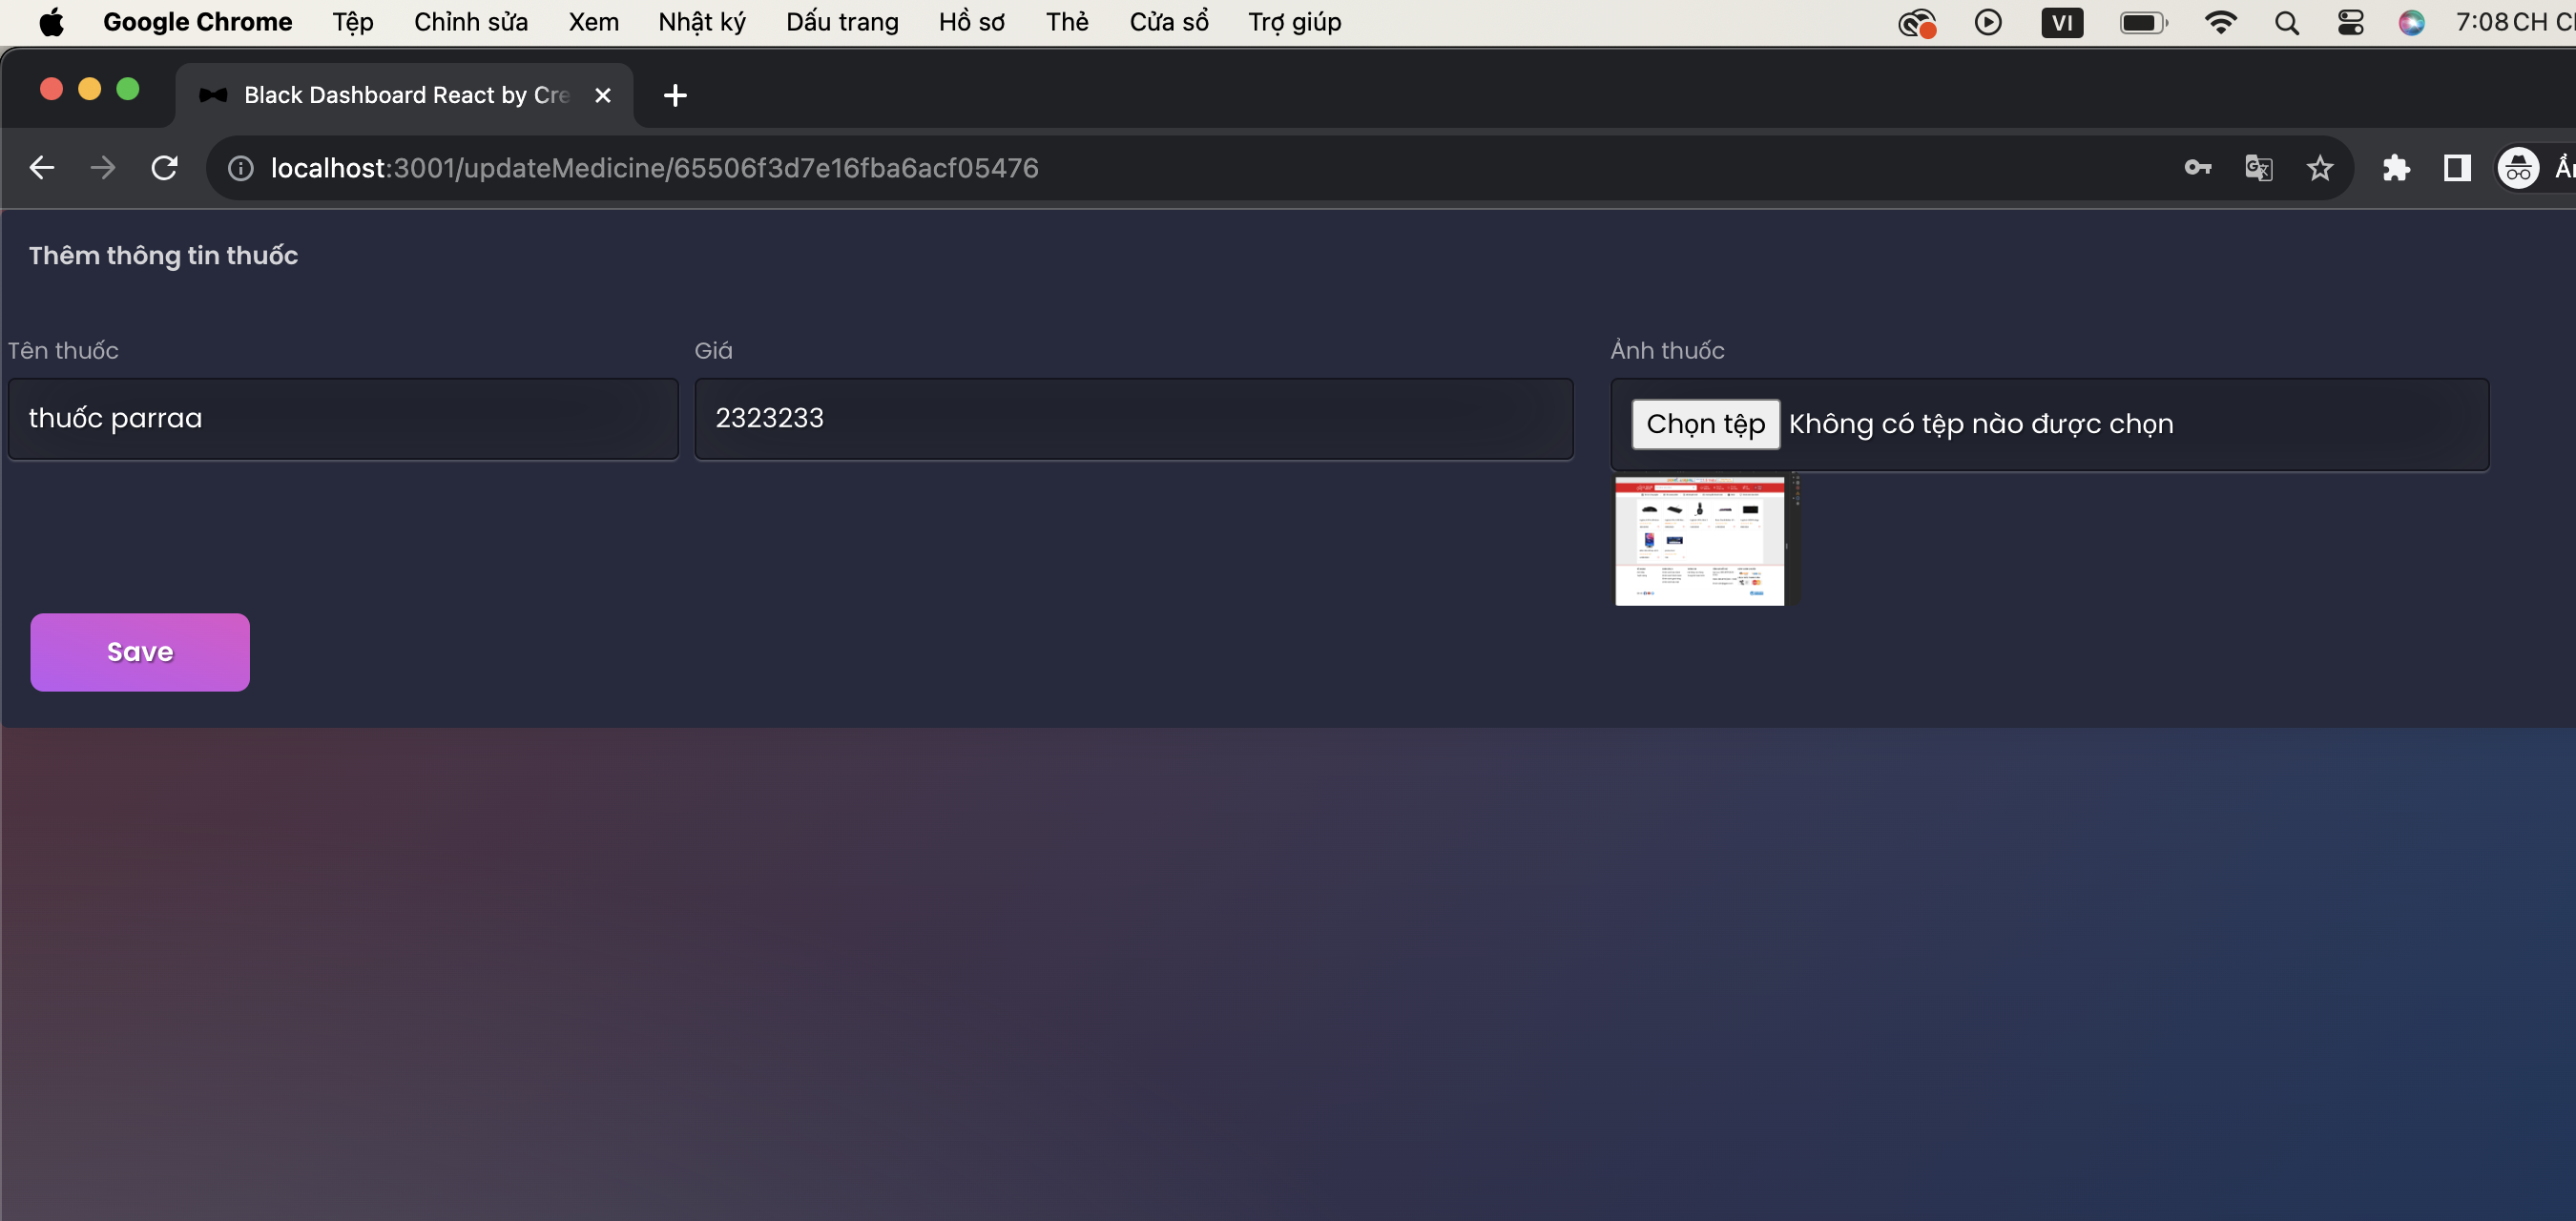 Google Chrome Tệp Chỉnh sửa Xem Nhật ký Dấu trang Hồ sơ Thẻ Cửa sổ Trợ giúp VI 7:08 CH
Black Dashboard React by Cre
localhost:3001/updateMedicine/65506f3d7e16fba6acf05476
Thêm thông tin thuốc
Tên thuốc Giá Ảnh thuốc
thuốc parraa 2323233 Chọn tệp Không có tệp nào được chọn
Save